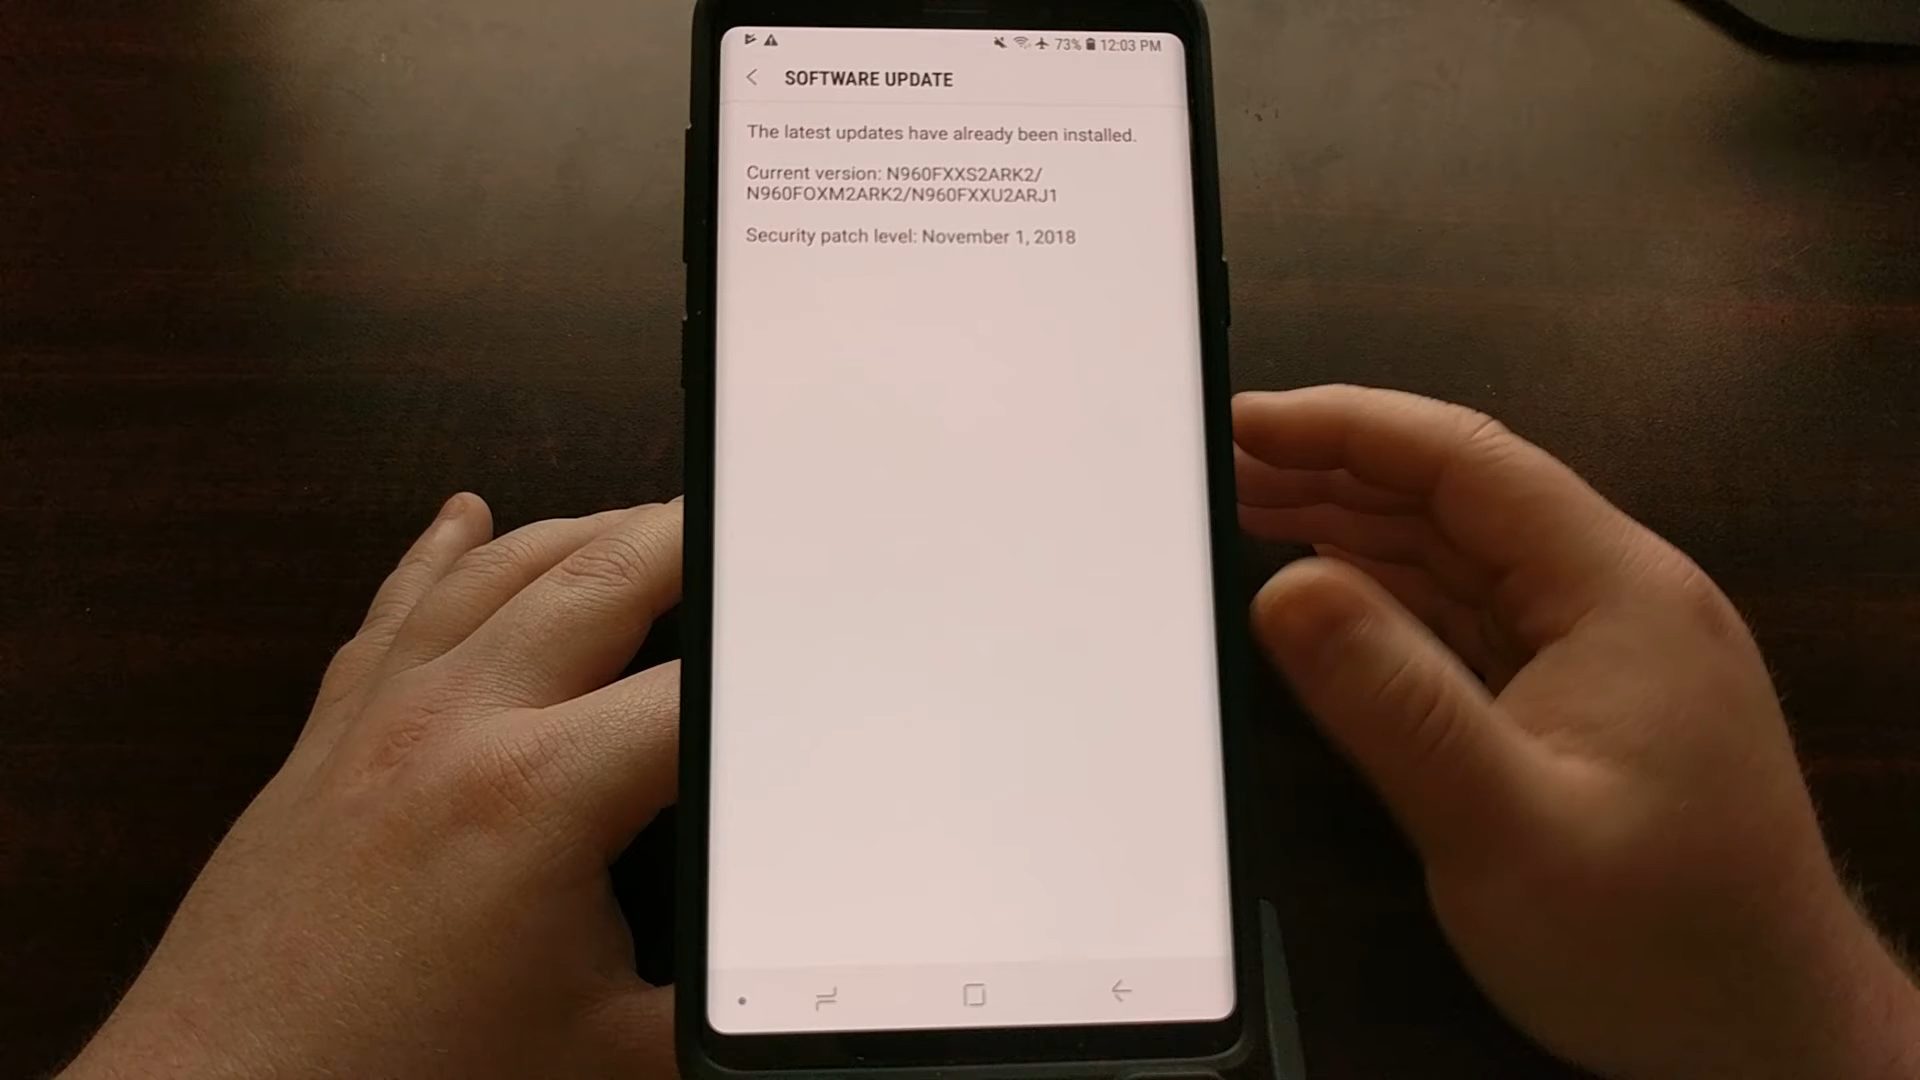 73% 12:03 PM
SOFTWARE UPDATE
The latest updates have already been installed.
Current version: N960FXXS2ARK2/
N960FOXM2ARK2/N960FXXU2ARJ1
Security patch level: November 1, 2018